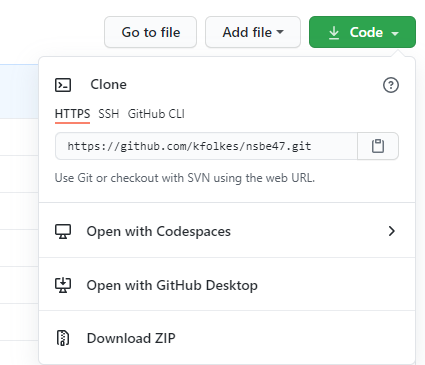 Go to file Add file Code
Clone
HTTPS SSH GitHub CLI
https://github.com/kfolkes/nsbe47.git
Use Git or checkout with SVN using the web URL.
Open with Codespaces
Open with GitHub Desktop
Download ZIP